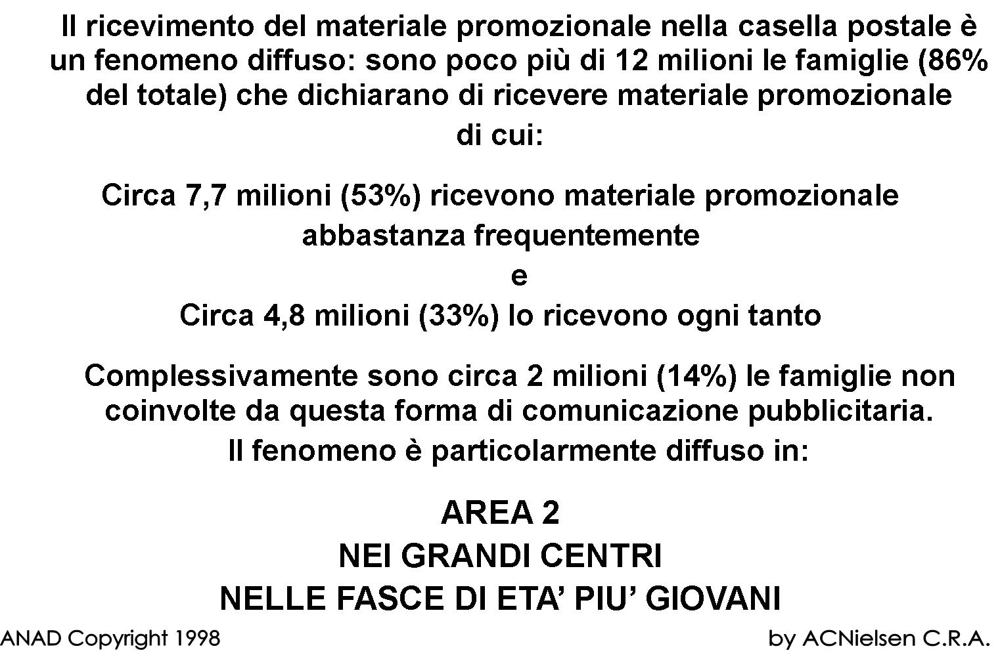 Il ricevimento del materiale promozionale nella casella postale è
un fenomeno diffuso: sono poco più di 12 milioni le famiglie (86%
del totale) che dichiarano di ricevere materiale promozionale
di cui:
Circa 7,7 milioni (53%) ricevono materiale promozionale
abbastanza frequentemente
e
Circa 4,8 milioni (33%) lo ricevono ogni tanto
Complessivamente sono circa 2 milioni (14%) le famiglie non
coinvolte da questa forma di comunicazione pubblicitaria.
Il fenomeno è particolarmente diffuso in:
AREA 2
NEI GRANDI CENTRI
NELLE FASCE DI ETA’ PIU’ GIOVANI
ANAD Copyright 1998
by ACNielsen C.R.A.